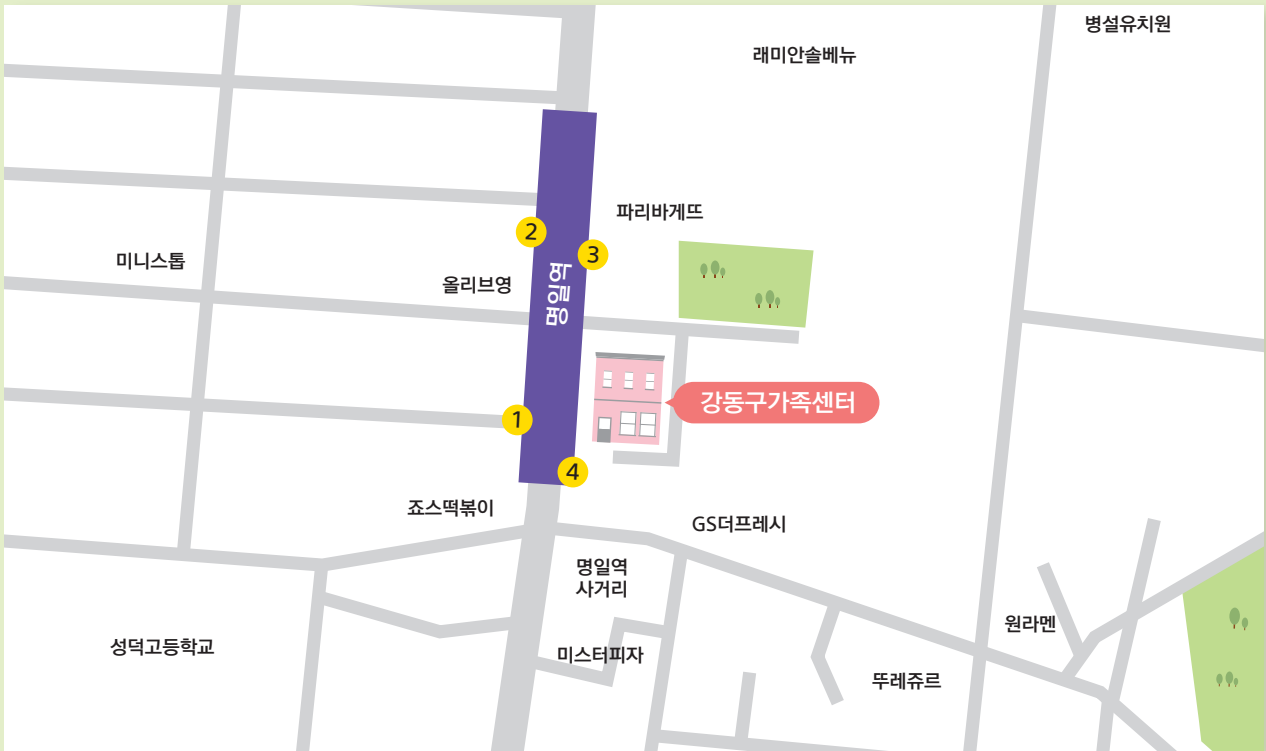 병설유치원
래미안솔베뉴
파리바게뜨
2
3
미니스톱
올리브영
명일역
강동구가족센터
1
4
죠스떡볶이
GS더프레시
명일역
사거리
원라멘
성덕고등학교
미스터피자
뚜레쥬르